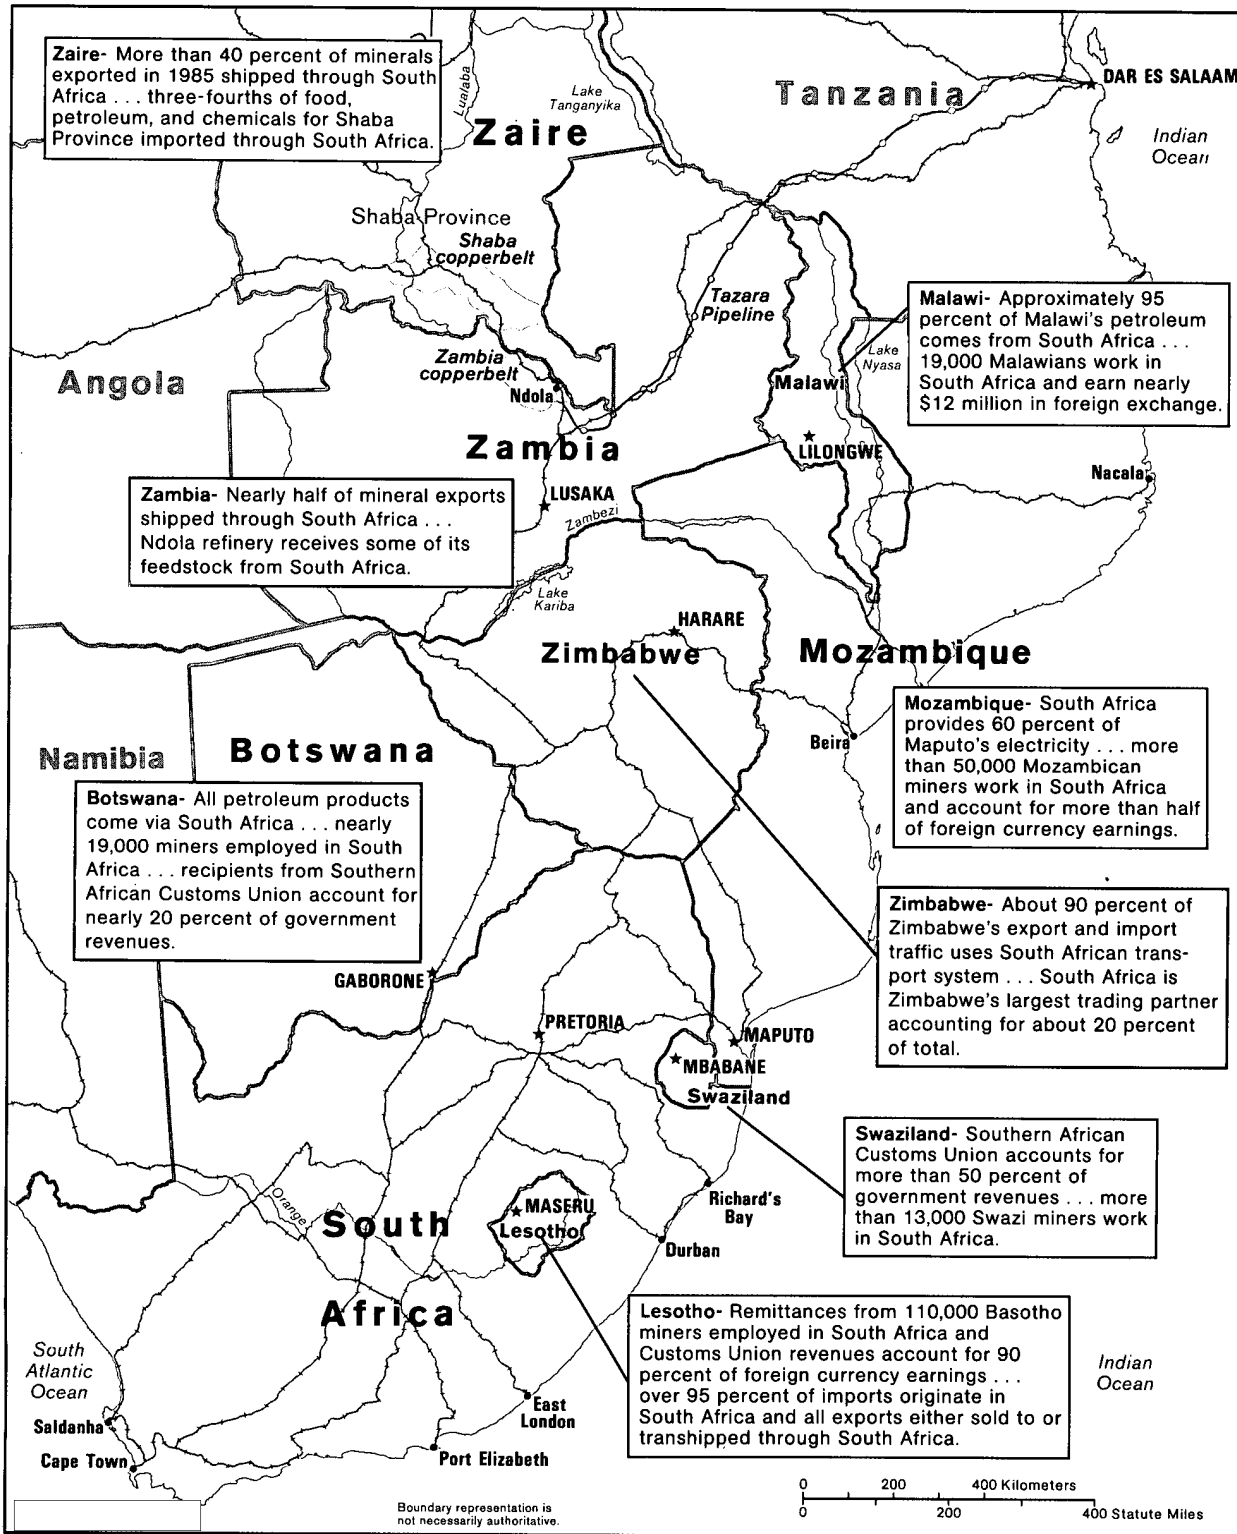 Zaire- More than 40 percent of minerals
exported in 1985 shipped through South
Africa ... three-fourths of food,
petroleum, and chemicals for Shaba
Province imported through South Africa.
Lualaba
Lake
Tanganyika
Zaire
Tanzania
DAR ES SALAAM
Indian
Ocean
Shaba Province
Shaba
copperbelt
Tazara
Pipeline
Malawi- Approximately 95
percent of Malawi's petroleum
comes from South Africa ...
19,000 Malawians work in
South Africa and earn nearly
$12 million in foreign exchange.
Lake
Nyasa
Angola
Zambia
copperbelt
Ndola
Malawi
Zambia
LILONGWE
Nacala
Zambia- Nearly half of mineral exports
shipped through South Africa ...
Ndola refinery receives some of its
feedstock from South Africa.
LUSAKA
Zambezi
Lake
Kariba
HARARE
Zimbabwe
Mozambique
Mozambique- South Africa
provides 60 percent of
Maputo's electricity ... more
than 50,000 Mozambican
miners work in South Africa
and account for more than half
of foreign currency earnings.
Beira
Namibia
Botswana
Botswana- All petroleum products
come via South Africa ... nearly
19,000 miners employed in South
Africa ... recipients from Southern
African Customs Union account for
nearly 20 percent of government
revenues.
Zimbabwe- About 90 percent of
Zimbabwe's export and import
traffic uses South African trans-
port system ... South Africa is
Zimbabwe's largest trading partner
accounting for about 20 percent
of total.
GABORONE
PRETORIA
MAPUTO
MBABANE
Swaziland
Swaziland- Southern African
Customs Union accounts for
more than 50 percent of
government revenues ... more
than 13,000 Swazi miners work
in South Africa.
Orange
MASERU
Lesotho
Richard's
Bay
Durban
South
Africa
Lesotho- Remittances from 110,000 Basotho
miners employed in South Africa and
Customs Union revenues account for 90
percent of foreign currency earnings ...
over 95 percent of imports originate in
South Africa and all exports either sold to or
transhipped through South Africa.
South
Atlantic
Ocean
Indian
Ocean
Saldanha
Cape Town
East
London
Port Elizabeth
0 200 400 Kilometers
0 200 400 Statute Miles
Boundary representation is
not necessarily authoritative.